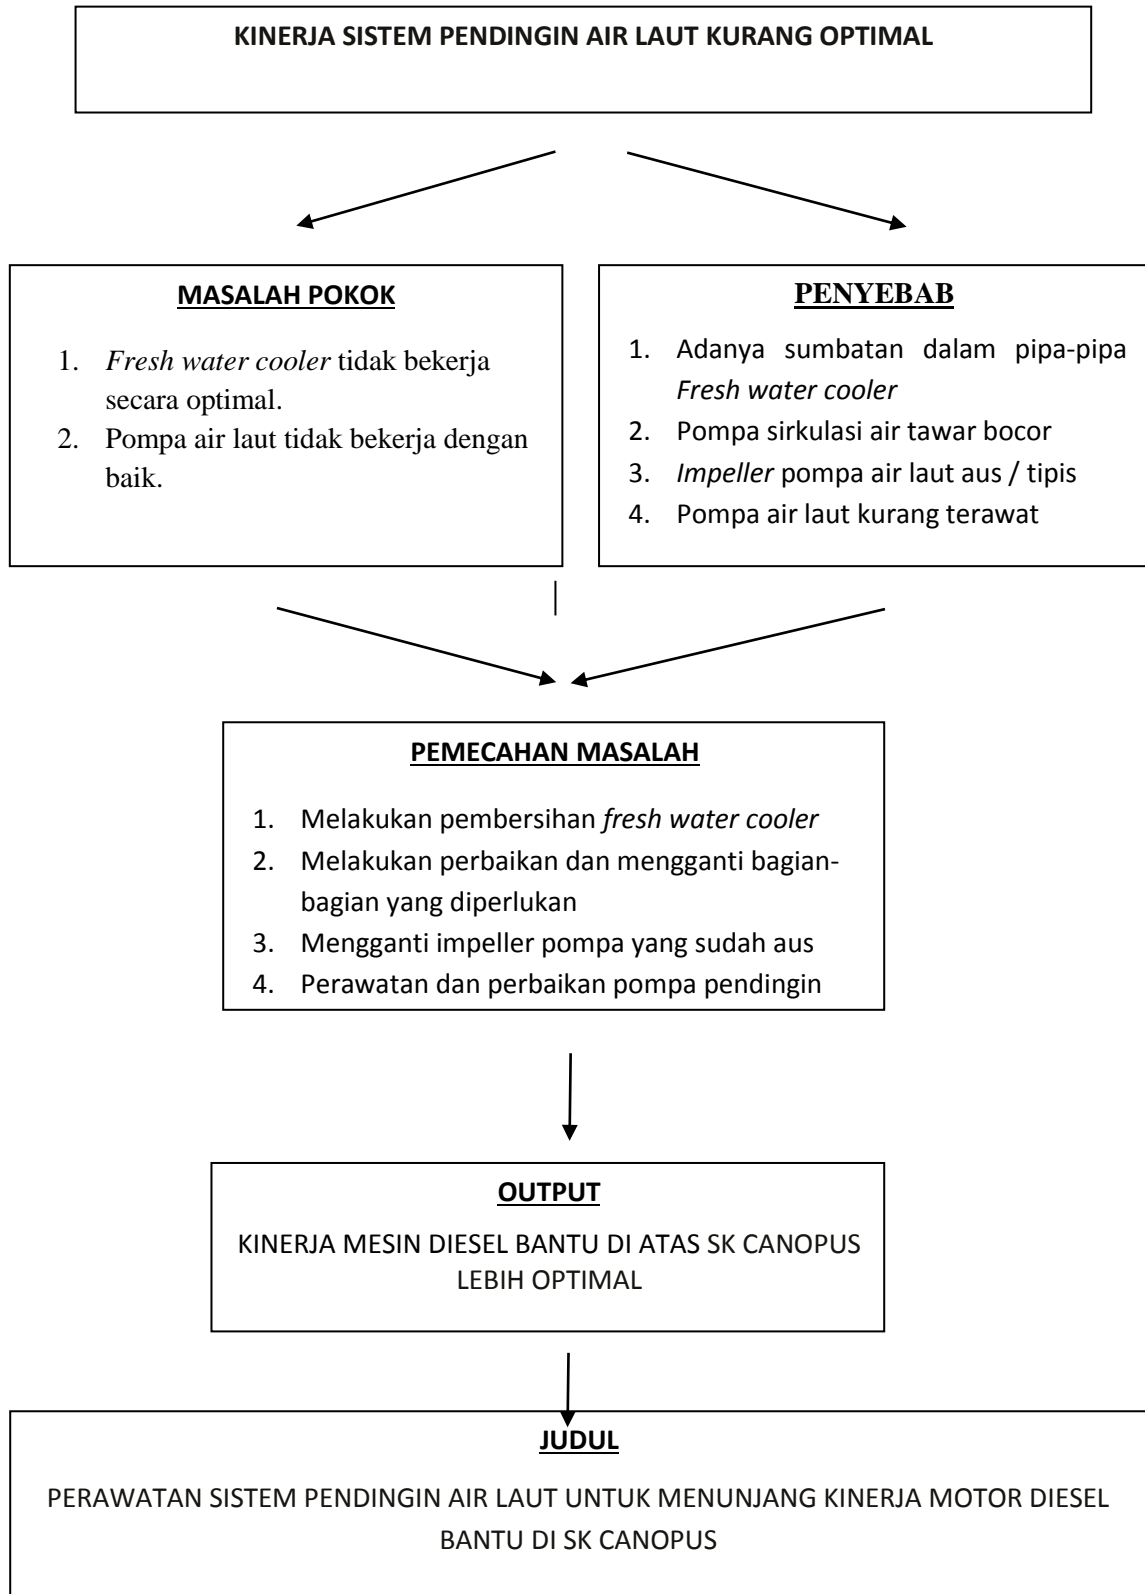 KINERJA SISTEM PENDINGIN AIR LAUT KURANG OPTIMAL
MASALAH POKOK
1. Fresh water cooler tidak bekerja
secara optimal.
2. Pompa air laut tidak bekerja dengan
baik.
PENYEBAB
1. Adanya sumbatan dalam pipa-pipa
Fresh water cooler
2. Pompa sirkulasi air tawar bocor
3. Impeller pompa air laut aus / tipis
4. Pompa air laut kurang terawat
PEMECAHAN MASALAH
1. Melakukan pembersihan fresh water cooler
2. Melakukan perbaikan dan mengganti bagian-
bagian yang diperlukan
3. Mengganti impeller pompa yang sudah aus
4. Perawatan dan perbaikan pompa pendingin
OUTPUT
KINERJA MESIN DIESEL BANTU DI ATAS SK CANOPUS
LEBIH OPTIMAL
JUDUL
PERAWATAN SISTEM PENDINGIN AIR LAUT UNTUK MENUNJANG KINERJA MOTOR DIESEL
BANTU DI SK CANOPUS